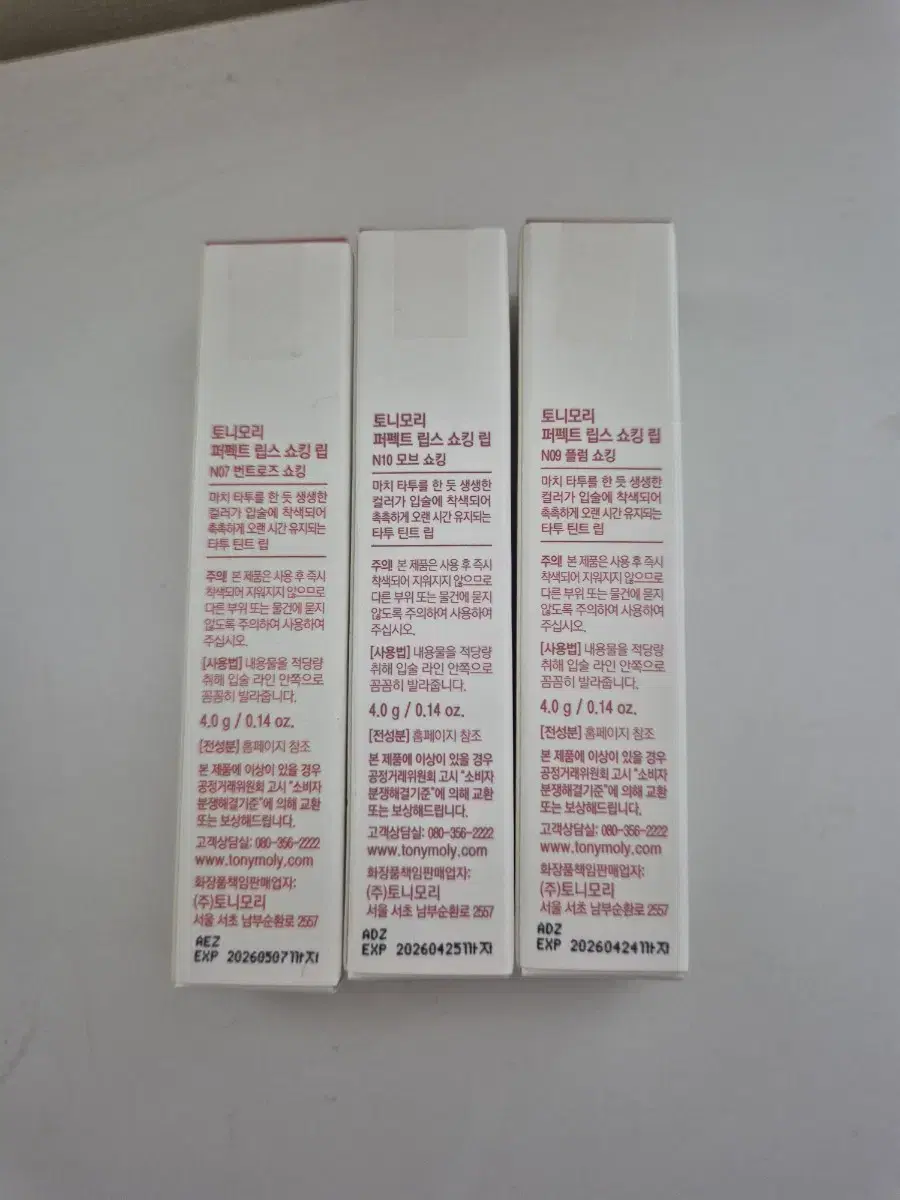 토니모리
퍼펙트 립스 쇼킹 립
N07 번트로즈 쇼킹
마치 타투를 한 듯 생생한
컬러가 입술에 착색되어
촉촉하게 오랜 시간 유지되는
타투 틴트 립
주의! 본 제품은 사용 후 즉시
착색되어 지워지지 않으므로
다른 부위 또는 물건에 묻지
않도록 주의하여 사용하여
주십시오.
[사용법] 내용물을 적당량
취해 입술 라인 안쪽으로
꼼꼼히 발라줍니다.
4.0 g / 0.14 oz.
[전성분] 홈페이지 참조
본 제품에 이상이 있을 경우
공정거래위원회 고시 "소비자
분쟁해결기준"에 의해 교환
또는 보상해드립니다.
고객상담실: 080-356-2222
www.tonymoly.com
화장품책임판매업자:
(주)토니모리
서울 서초 남부순환로 2557
AEZ
EXP 20260507까지
토니모리
퍼펙트 립스 쇼킹 립
N10 모브 쇼킹
마치 타투를 한 듯 생생한
컬러가 입술에 착색되어
촉촉하게 오랜 시간 유지되는
타투 틴트 립
주의! 본 제품은 사용 후 즉시
착색되어 지워지지 않으므로
다른 부위 또는 물건에 묻지
않도록 주의하여 사용하여
주십시오.
[사용법] 내용물을 적당량
취해 입술 라인 안쪽으로
꼼꼼히 발라줍니다.
4.0 g / 0.14 oz.
[전성분] 홈페이지 참조
본 제품에 이상이 있을 경우
공정거래위원회 고시 "소비자
분쟁해결기준"에 의해 교환
또는 보상해드립니다.
고객상담실: 080-356-2222
www.tonymoly.com
화장품책임판매업자:
(주)토니모리
서울 서초 남부순환로 2557
ADZ
EXP 20260425까지
토니모리
퍼펙트 립스 쇼킹 립
N09 플럼 쇼킹
마치 타투를 한 듯 생생한
컬러가 입술에 착색되어
촉촉하게 오랜 시간 유지되는
타투 틴트 립
주의! 본 제품은 사용 후 즉시
착색되어 지워지지 않으므로
다른 부위 또는 물건에 묻지
않도록 주의하여 사용하여
주십시오.
[사용법] 내용물을 적당량
취해 입술 라인 안쪽으로
꼼꼼히 발라줍니다.
4.0 g / 0.14 oz.
[전성분] 홈페이지 참조
본 제품에 이상이 있을 경우
공정거래위원회 고시 "소비자
분쟁해결기준"에 의해 교환
또는 보상해드립니다.
고객상담실: 080-356-2222
www.tonymoly.com
화장품책임판매업자:
(주)토니모리
서울 서초 남부순환로 2557
ADZ
EXP 20260424까지